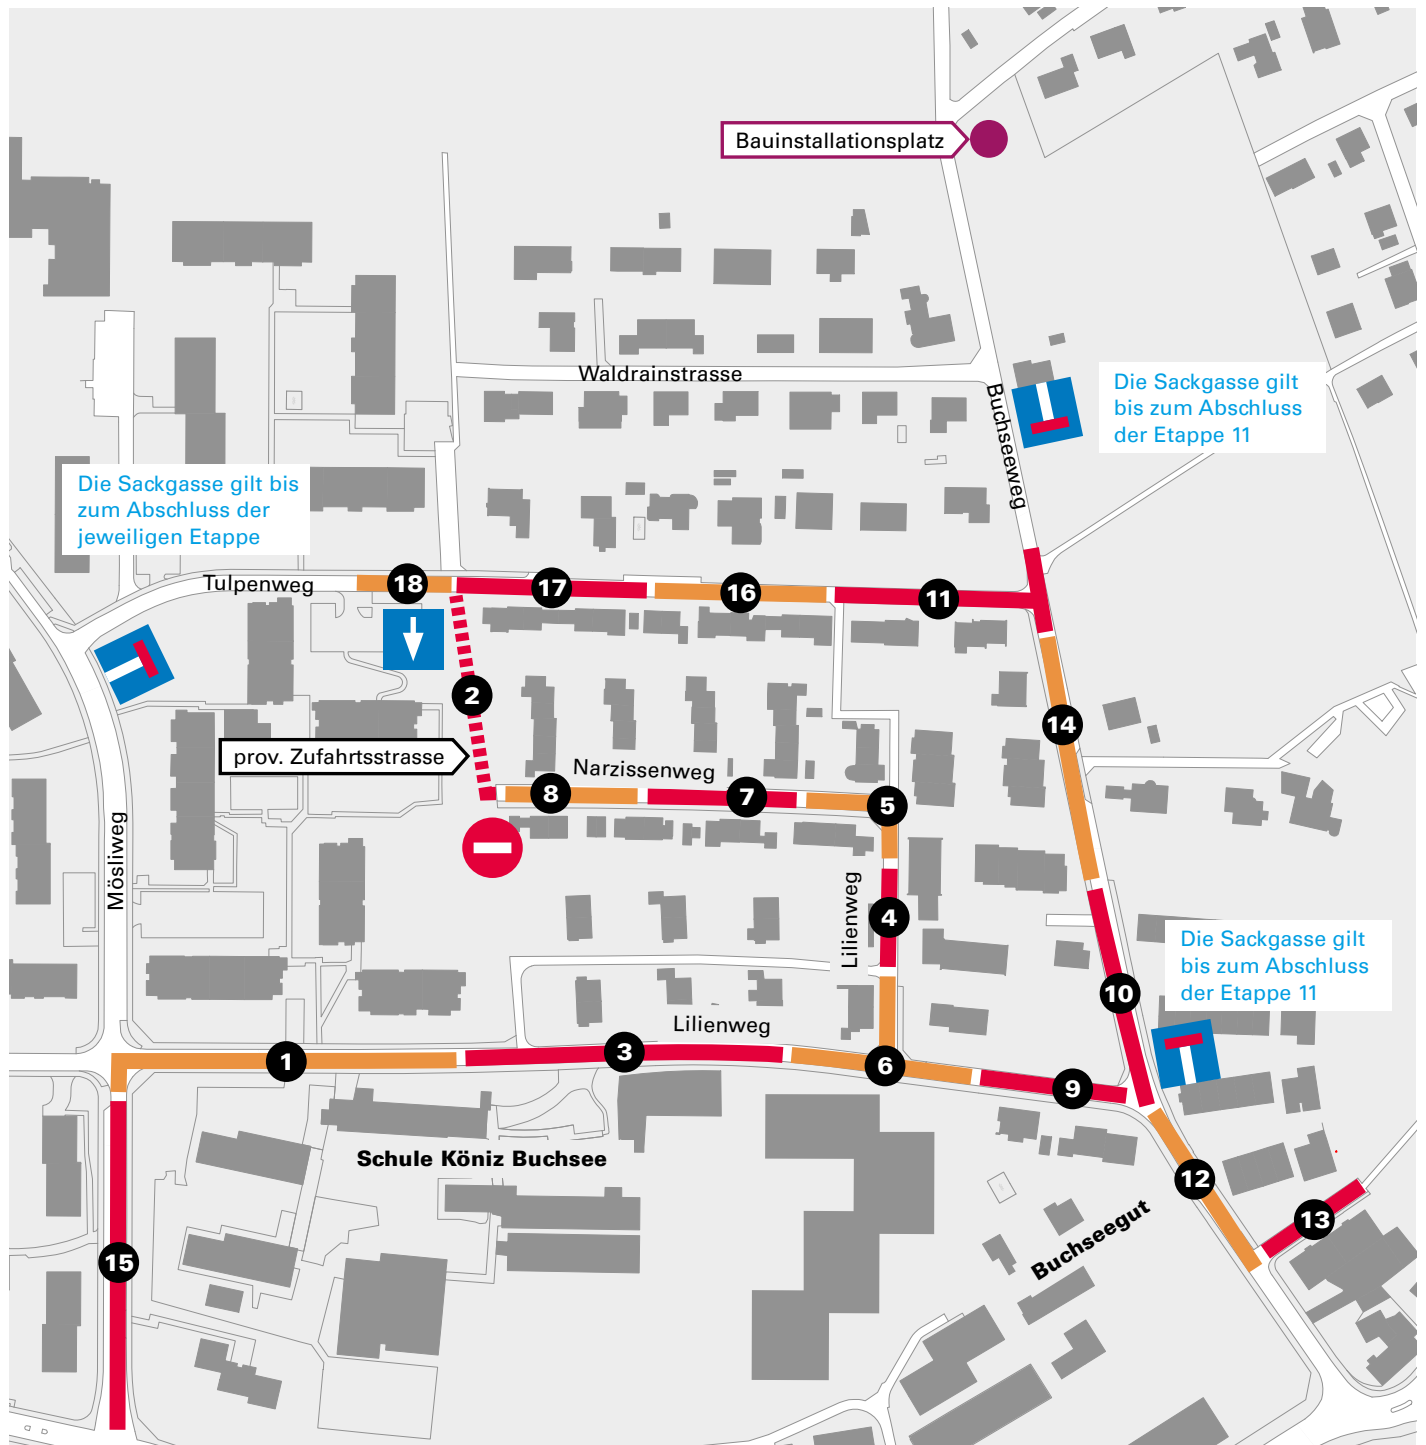 Bauinstallationsplatz
Waldrainstrasse
Buchseeweg
Die Sackgasse gilt
bis zum Abschluss
der Etappe 11
Die Sackgasse gilt bis
zum Abschluss der
jeweiligen Etappe
Tulpenweg
18
17
16
11
2
14
prov. Zufahrtsstrasse
Narzissenweg
8
7
5
Mösliweg
Lilienweg
4
Die Sackgasse gilt
bis zum Abschluss
der Etappe 11
10
Lilienweg
1
3
6
9
Schule Köniz Buchsee
12
13
Buchseegut
15